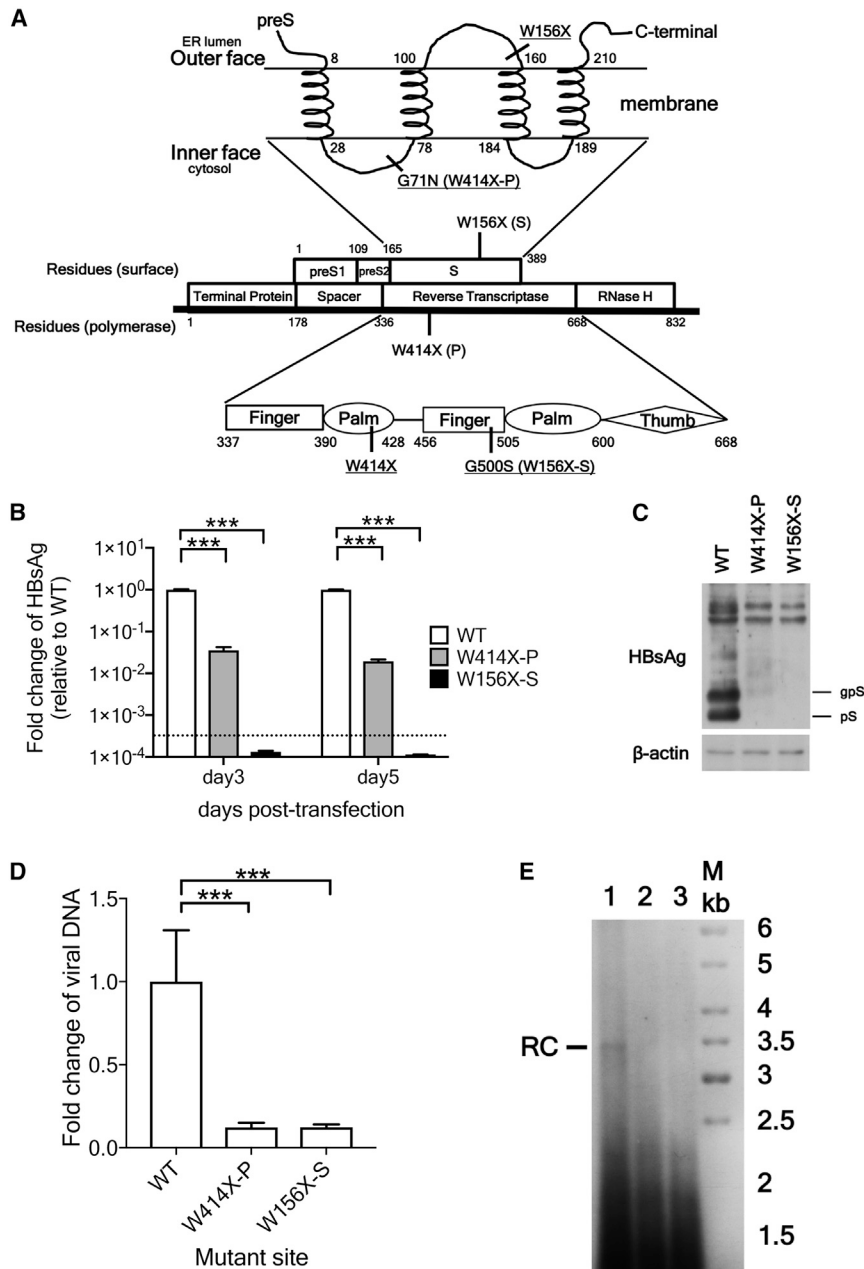 A
preS
ER lumen
Outer face
8
100
W156X
160
210
C-terminal
membrane
Inner face
cytosol
28
78
184
189
G71N (W414X-P)
W156X (S)
1
109
165
389
Residues (surface)
preS1
preS2
S
Terminal Protein
Spacer
Reverse Transcriptase
RNase H
Residues (polymerase)
1
178
336
668
832
W414X (P)
Finger
Palm
Finger
Palm
Thumb
337
390
428
456
505
600
668
W414X
G500S (W156X-S)
B
Fold change of HBsAg
(relative to WT)
1×10¹
1×10⁰
1×10⁻¹
1×10⁻²
1×10⁻³
1×10⁻⁴
***
***
***
***
WT
W414X-P
W156X-S
day3
day5
days post-transfection
C
WT
W414X-P
W156X-S
HBsAg
gpS
pS
β-actin
D
Fold change of viral DNA
1.5
1.0
0.5
0.0
***
***
WT
W414X-P
W156X-S
Mutant site
E
1 2 3
M
kb
RC
6
5
4
3.5
3
2.5
2
1.5